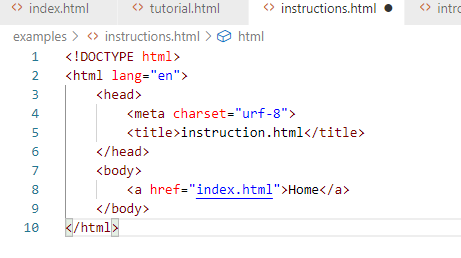 index.html tutorial.html instructions.html intro
examples > instructions.html > html
1 <!DOCTYPE html>
2 <html lang="en">
3 <head>
4 <meta charset="urf-8">
5 <title>instruction.html</title>
6 </head>
7 <body>
8 <a href="index.html">Home</a>
9 </body>
10 </html>